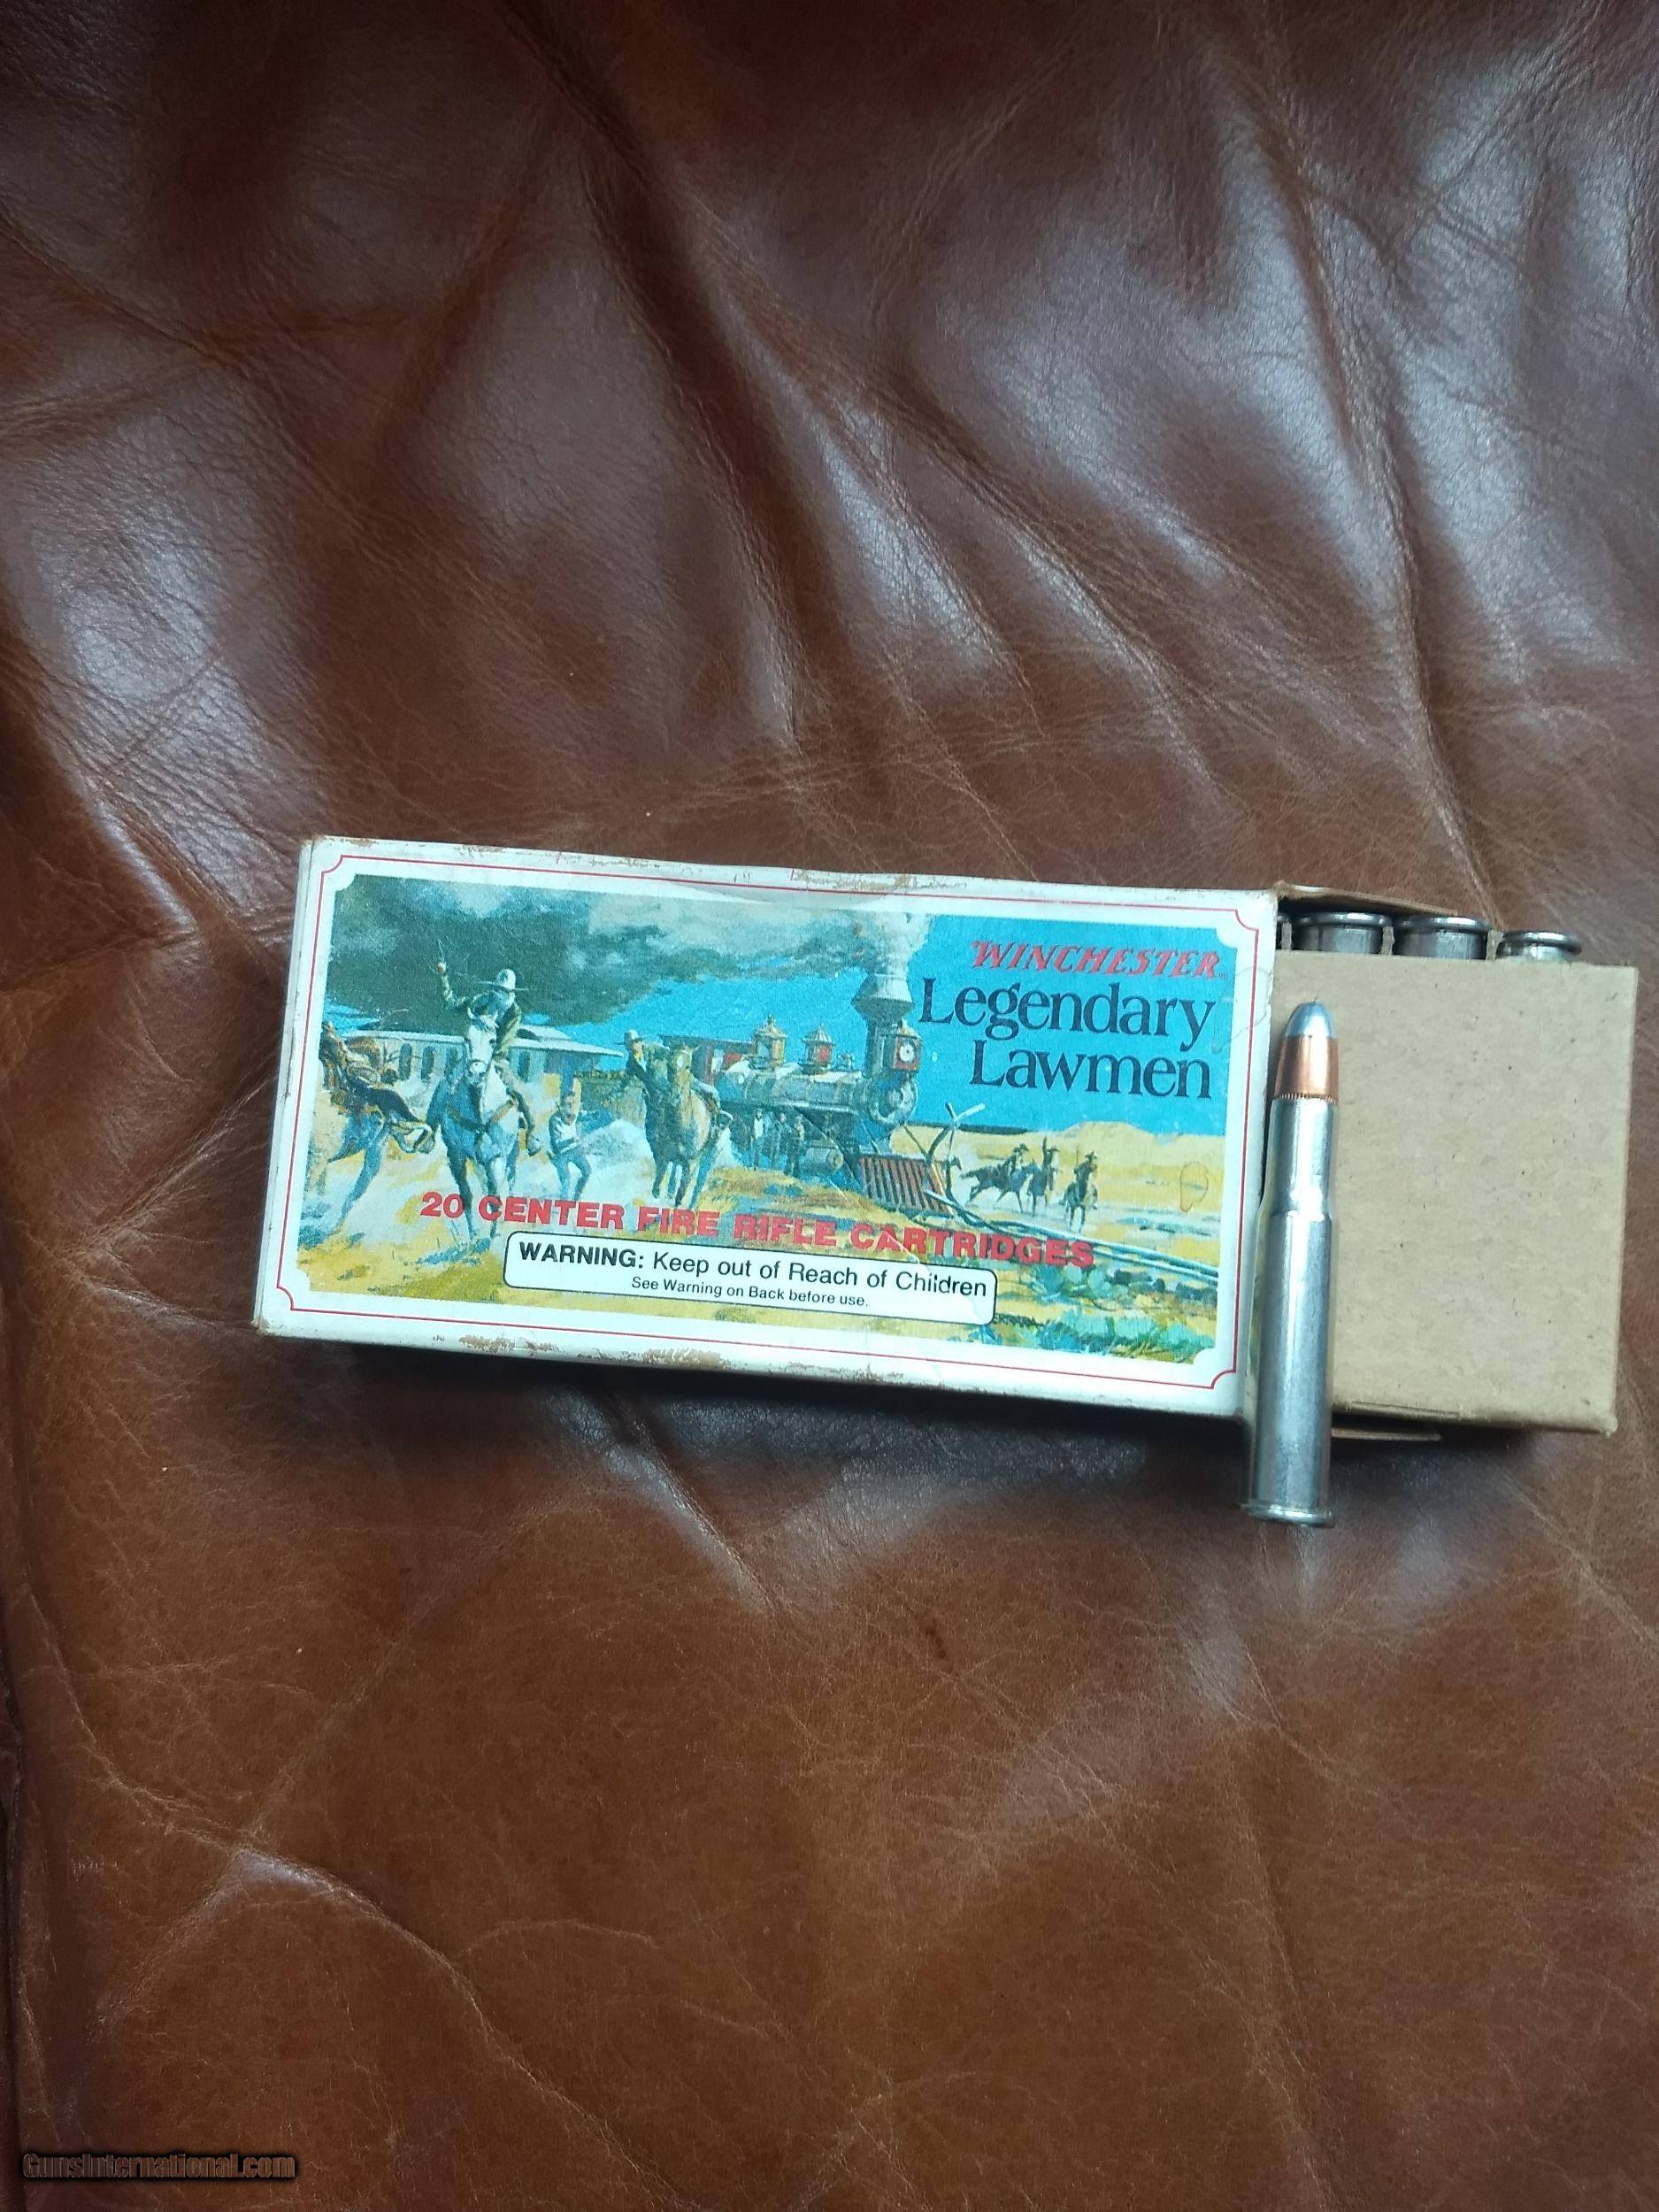 WINCHESTER
Legendary
Lawmen
20 CENTER FIRE RIFLE CARTRIDGES
WARNING: Keep out of Reach of Children
See Warning on Back before use.
GunsInternational.com